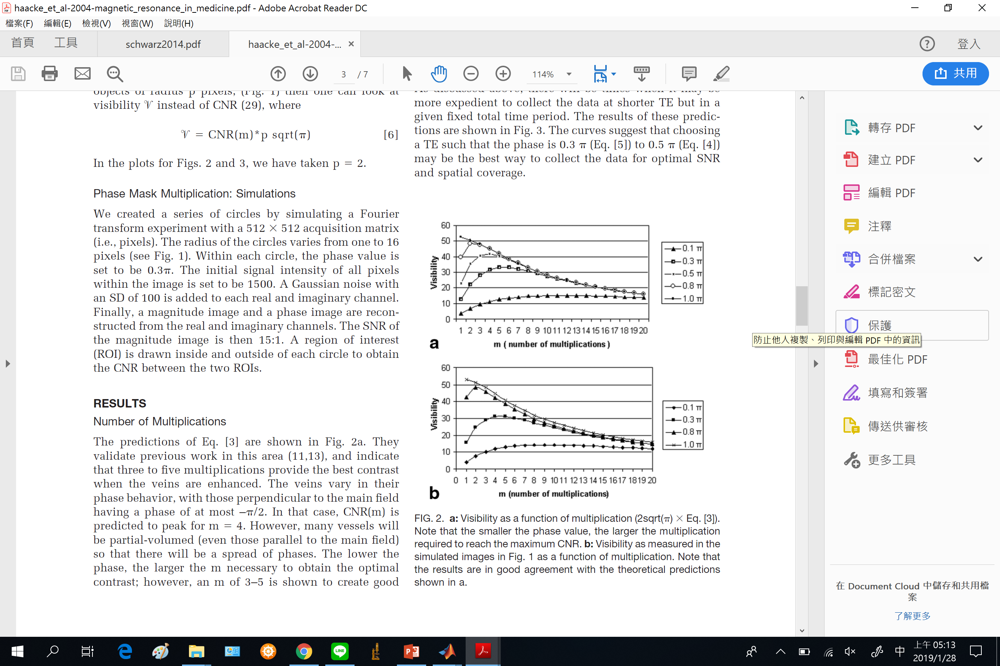 haacke_et_al-2004-magnetic_resonance_in_medicine.pdf - Adobe Acrobat Reader DC
檔案(F) 編輯(E) 檢視(V) 視窗(W) 說明(H)
首頁 工具 schwarz2014.pdf haacke_et_al-2004-... × ? 登入
3 / 7 114% 共用
objects of radius p pixels, (Fig. 1) then one can look at
visibility 𝒱 instead of CNR (29), where
𝒱 = CNR(m)*p sqrt(π) [6]
In the plots for Figs. 2 and 3, we have taken p = 2.
Phase Mask Multiplication: Simulations
We created a series of circles by simulating a Fourier
transform experiment with a 512 × 512 acquisition matrix
(i.e., pixels). The radius of the circles varies from one to 16
pixels (see Fig. 1). Within each circle, the phase value is
set to be 0.3π. The initial signal intensity of all pixels
within the image is set to be 1500. A Gaussian noise with
an SD of 100 is added to each real and imaginary channel.
Finally, a magnitude image and a phase image are recon-
structed from the real and imaginary channels. The SNR of
the magnitude image is then 15:1. A region of interest
(ROI) is drawn inside and outside of each circle to obtain
the CNR between the two ROIs.
RESULTS
Number of Multiplications
The predictions of Eq. [3] are shown in Fig. 2a. They
validate previous work in this area (11,13), and indicate
that three to five multiplications provide the best contrast
when the veins are enhanced. The veins vary in their
phase behavior, with those perpendicular to the main field
having a phase of at most –π/2. In that case, CNR(m) is
predicted to peak for m = 4. However, many vessels will
be partial-volumed (even those parallel to the main field)
so that there will be a spread of phases. The lower the
phase, the larger the m necessary to obtain the optimal
contrast; however, an m of 3–5 is shown to create good
As discussed above, there will be times when it may be
more expedient to collect the data at shorter TE but in a
given fixed total time period. The results of these predic-
tions are shown in Fig. 3. The curves suggest that choosing
a TE such that the phase is 0.3 π (Eq. [5]) to 0.5 π (Eq. [4])
may be the best way to collect the data for optimal SNR
and spatial coverage.
60
50
40
30
20
10
0
Visibility
1 2 3 4 5 6 7 8 9 10 11 12 13 14 15 16 17 18 19 20
m ( number of multiplications )
0.1 π
0.3 π
0.5 π
0.8 π
1.0 π
a
60
50
40
30
20
10
0
Visibility
0 1 2 3 4 5 6 7 8 9 10 11 12 13 14 15 16 17 18 19 20
m (number of multiplications)
0.1 π
0.3 π
0.8 π
1.0 π
b
FIG. 2. a: Visibility as a function of multiplication (2sqrt(π) × Eq. [3]).
Note that the smaller the phase value, the larger the multiplication
required to reach the maximum CNR. b: Visibility as measured in the
simulated images in Fig. 1 as a function of multiplication. Note that
the results are in good agreement with the theoretical predictions
shown in a.
轉存 PDF
建立 PDF
編輯 PDF
注釋
合併檔案
標記密文
保護
防止他人複製、列印與編輯 PDF 中的資訊
最佳化 PDF
填寫和簽署
傳送供審核
更多工具
在 Document Cloud 中儲存和共用檔
案
了解更多
LINE
中
上午 05:13
2019/1/28